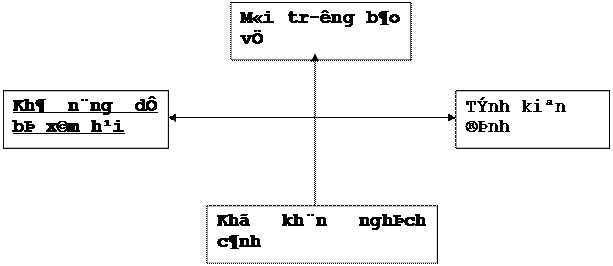 M«i tr­êng b¶o
vÖ
Kh¶ n¨ng dÔ
bÞ x©m h¹i
TÝnh kiªn
®Þnh
Khã kh¨n nghÞch
c¶nh